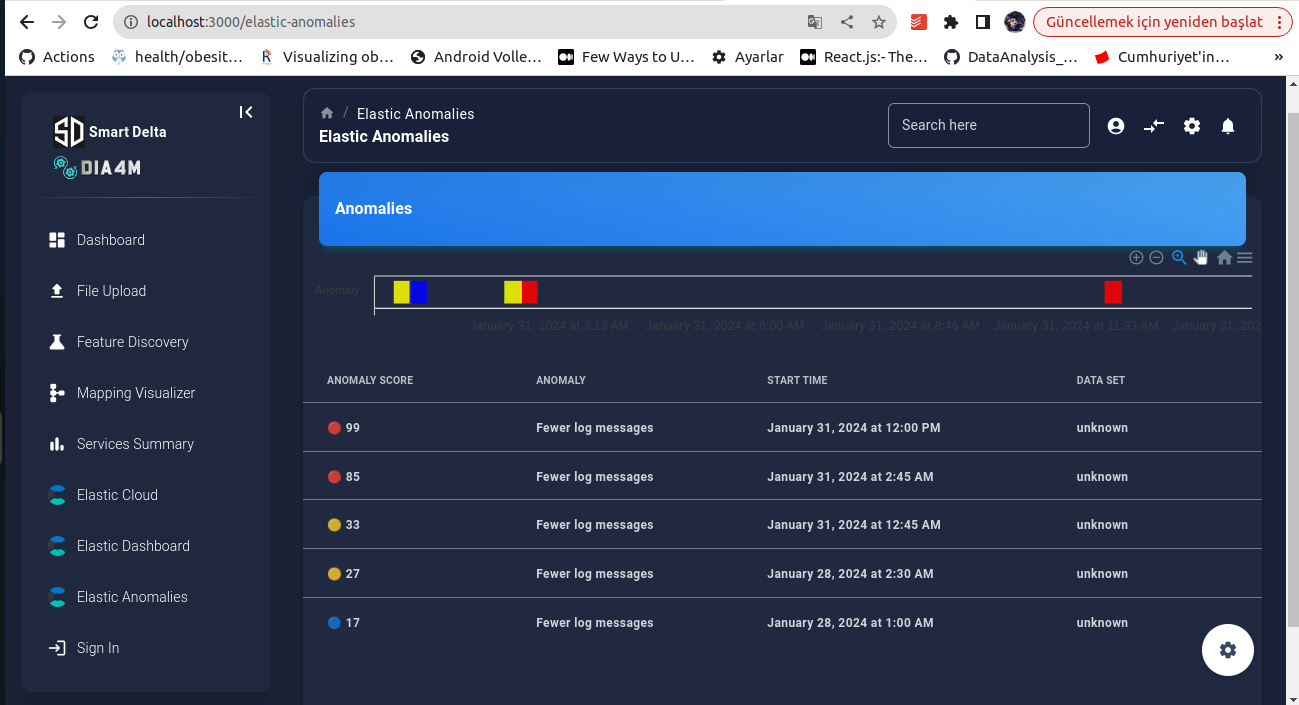 localhost:3000/elastic-anomalies
Güncellemek için yeniden başlat
Actions
health/obesit...
Visualizing ob...
Android Volle...
Few Ways to U...
Ayarlar
React.js:- The...
DataAnalysis_...
Cumhuriyet'in...
»
SD Smart Delta
DIA4M
Dashboard
File Upload
Feature Discovery
Mapping Visualizer
Services Summary
Elastic Cloud
Elastic Dashboard
Elastic Anomalies
Sign In
/ Elastic Anomalies
Elastic Anomalies
Search here
Anomalies
Anomaly
January 31, 2024 at 3:13 AM January 31, 2024 at 6:00 AM January 31, 2024 at 8:46 AM January 31, 2024 at 11:33 AM January 31, 202
ANOMALY SCORE ANOMALY START TIME DATA SET
99 Fewer log messages January 31, 2024 at 12:00 PM unknown
85 Fewer log messages January 31, 2024 at 2:45 AM unknown
33 Fewer log messages January 31, 2024 at 12:45 AM unknown
27 Fewer log messages January 28, 2024 at 2:30 AM unknown
17 Fewer log messages January 28, 2024 at 1:00 AM unknown